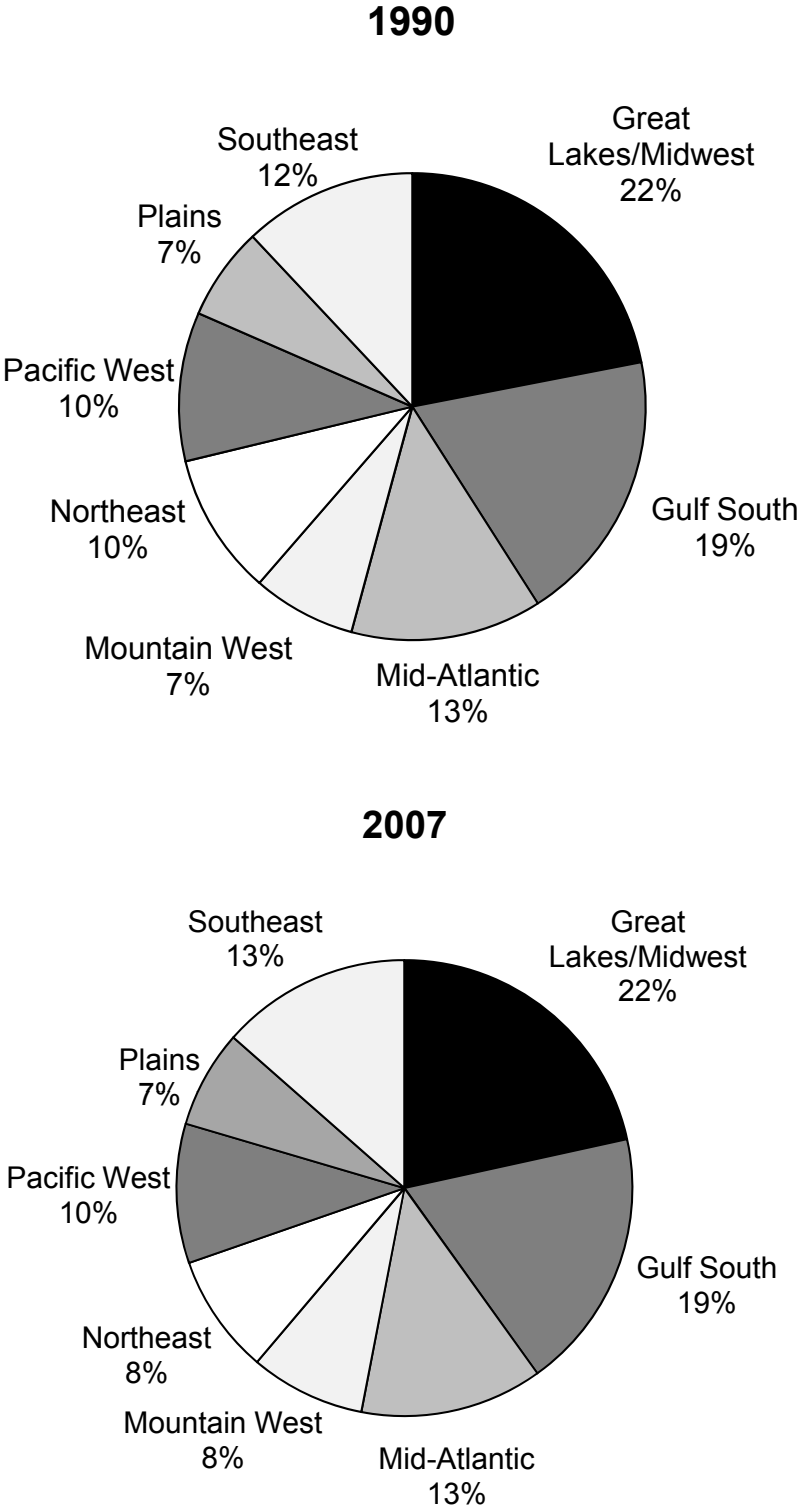 1990
Great
Lakes/Midwest
22%
Gulf South
19%
Mid-Atlantic
13%
Mountain West
7%
Northeast
10%
Pacific West
10%
Plains
7%
Southeast
12%
2007
Great
Lakes/Midwest
22%
Gulf South
19%
Mid-Atlantic
13%
Mountain West
8%
Northeast
8%
Pacific West
10%
Plains
7%
Southeast
13%